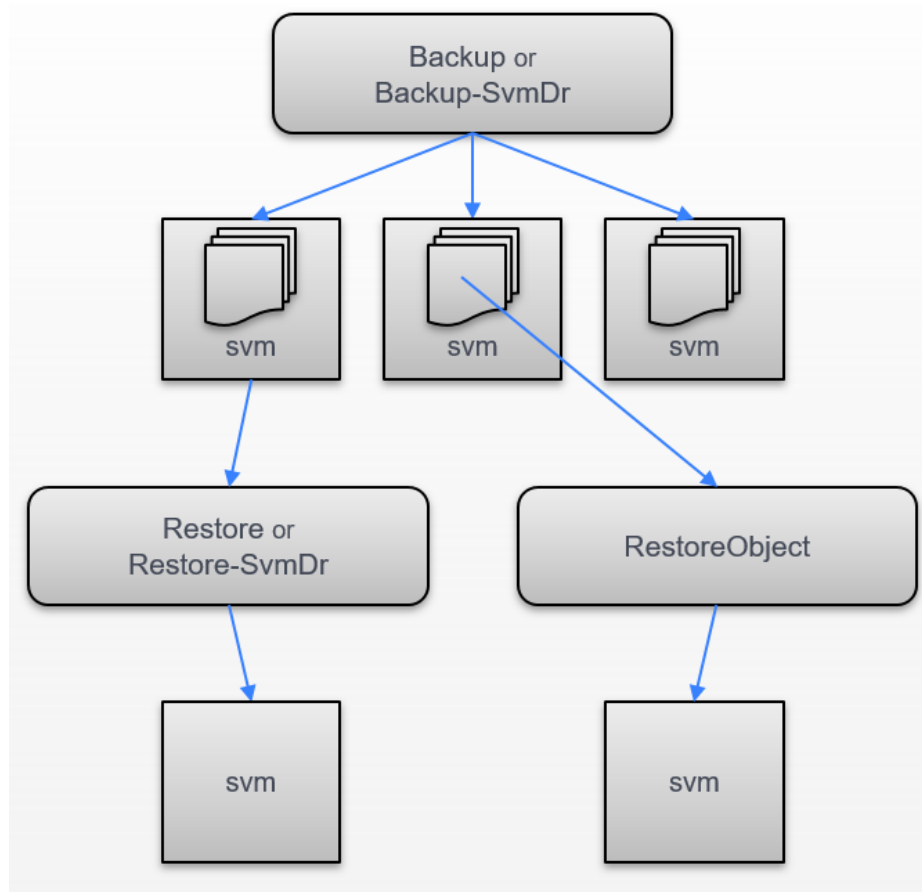 Backup or
Backup-SvmDr
svm
svm
svm
Restore or
Restore-SvmDr
RestoreObject
svm
svm